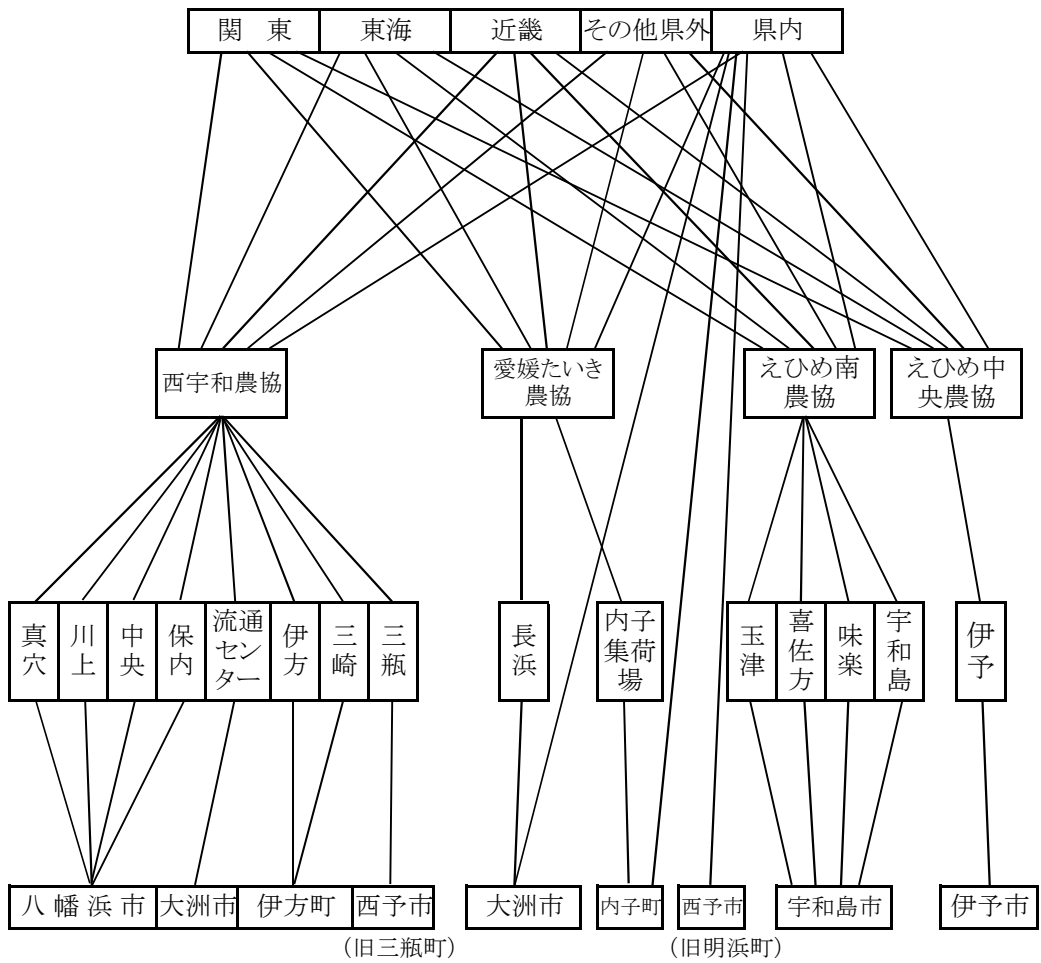 関東 東海 近畿 その他県外 県内
西宇和農協
愛媛たいき
農協
えひめ南
農協
えひめ中
央農協
真穴
川上
中央
保内
流通
センター
伊方
三崎
三瓶
長浜
内子
集荷
場
玉津
喜佐方
味楽
宇和島
伊予
八幡浜市 大洲市 伊方町 西予市 大洲市 内子町 西予市 宇和島市 伊予市
(旧三瓶町) (旧明浜町)